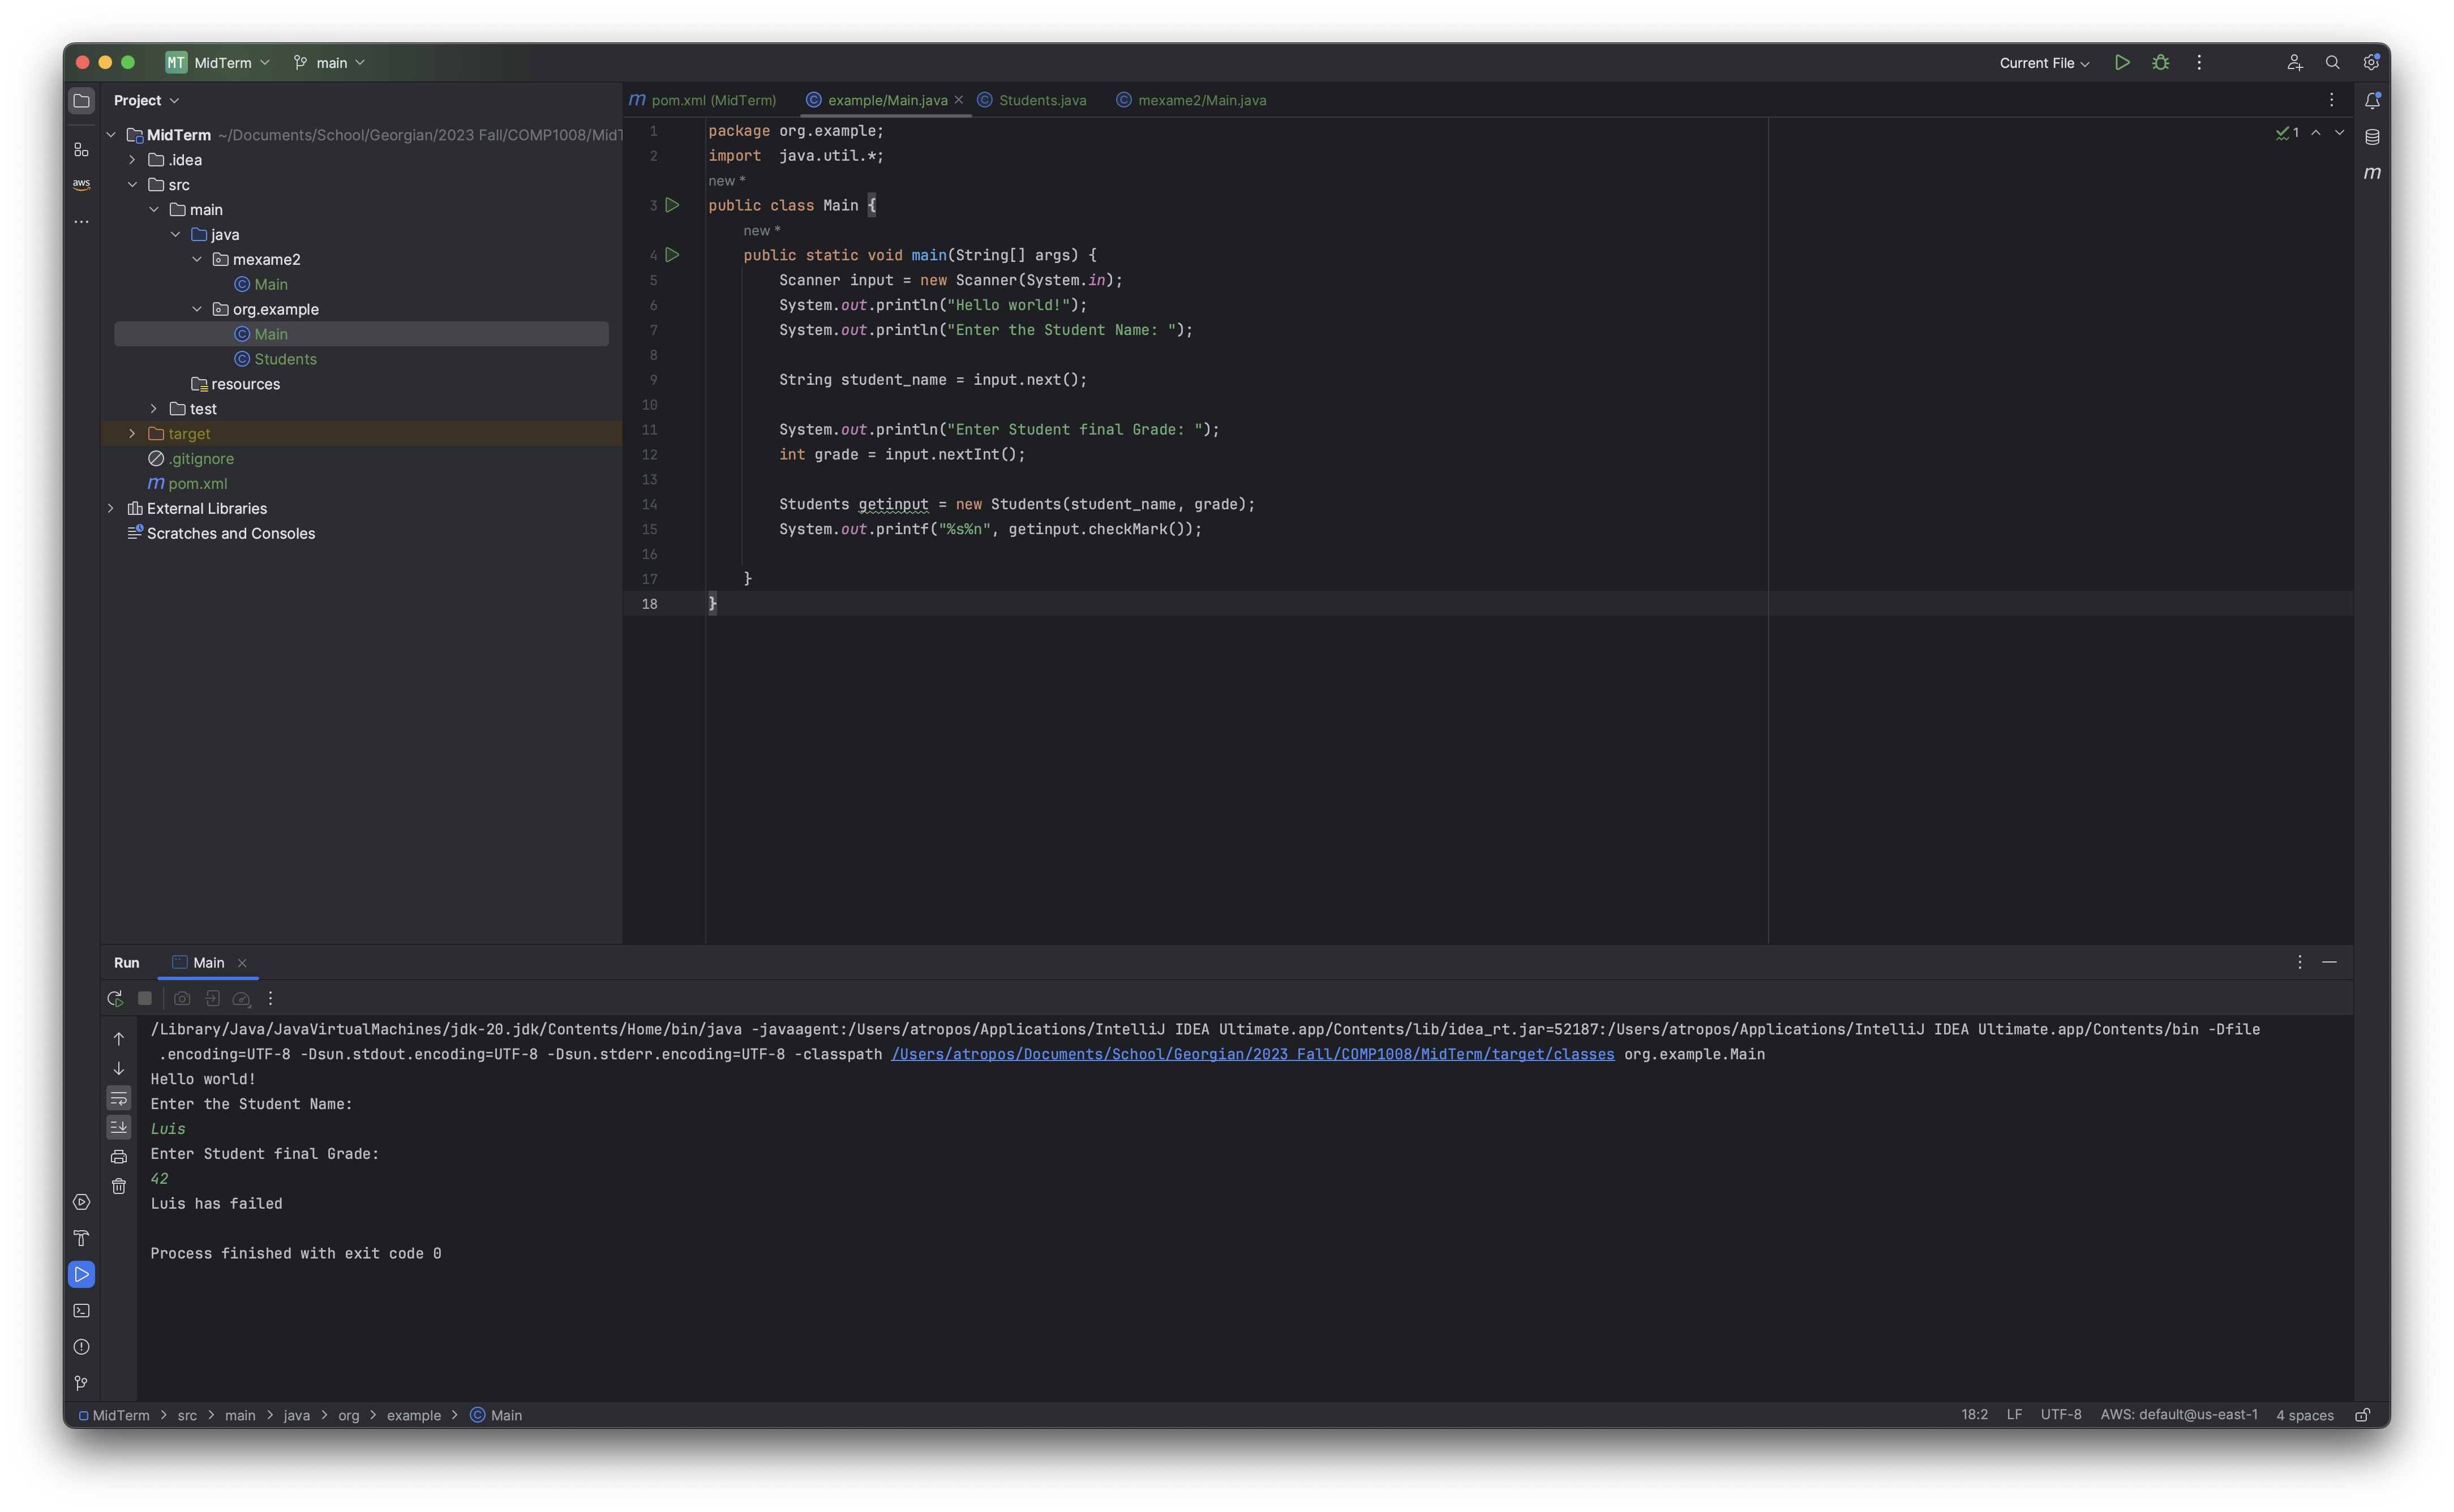 MT MidTerm main Current File
Project
pom.xml (MidTerm) example/Main.java Students.java mexame2/Main.java
MidTerm ~/Documents/School/Georgian/2023 Fall/COMP1008/MidT
.idea
src
main
java
mexame2
Main
org.example
Main
Students
resources
test
target
.gitignore
pom.xml
External Libraries
Scratches and Consoles
aws
1 package org.example;
2 import  java.util.*;
new *
3 public class Main {
new *
4 public static void main(String[] args) {
5 Scanner input = new Scanner(System.in);
6 System.out.println("Hello world!");
7 System.out.println("Enter the Student Name: ");
8
9 String student_name = input.next();
10
11 System.out.println("Enter Student final Grade: ");
12 int grade = input.nextInt();
13
14 Students getinput = new Students(student_name, grade);
15 System.out.printf("%s%n", getinput.checkMark());
16
17 }
18 }
1
m
Run Main
/Library/Java/JavaVirtualMachines/jdk-20.jdk/Contents/Home/bin/java -javaagent:/Users/atropos/Applications/IntelliJ IDEA Ultimate.app/Contents/lib/idea_rt.jar=52187:/Users/atropos/Applications/IntelliJ IDEA Ultimate.app/Contents/bin -Dfile
.encoding=UTF-8 -Dsun.stdout.encoding=UTF-8 -Dsun.stderr.encoding=UTF-8 -classpath /Users/atropos/Documents/School/Georgian/2023 Fall/COMP1008/MidTerm/target/classes org.example.Main
Hello world!
Enter the Student Name:
Luis
Enter Student final Grade:
42
Luis has failed
Process finished with exit code 0
MidTerm > src > main > java > org > example > Main 18:2 LF UTF-8 AWS: default@us-east-1 4 spaces